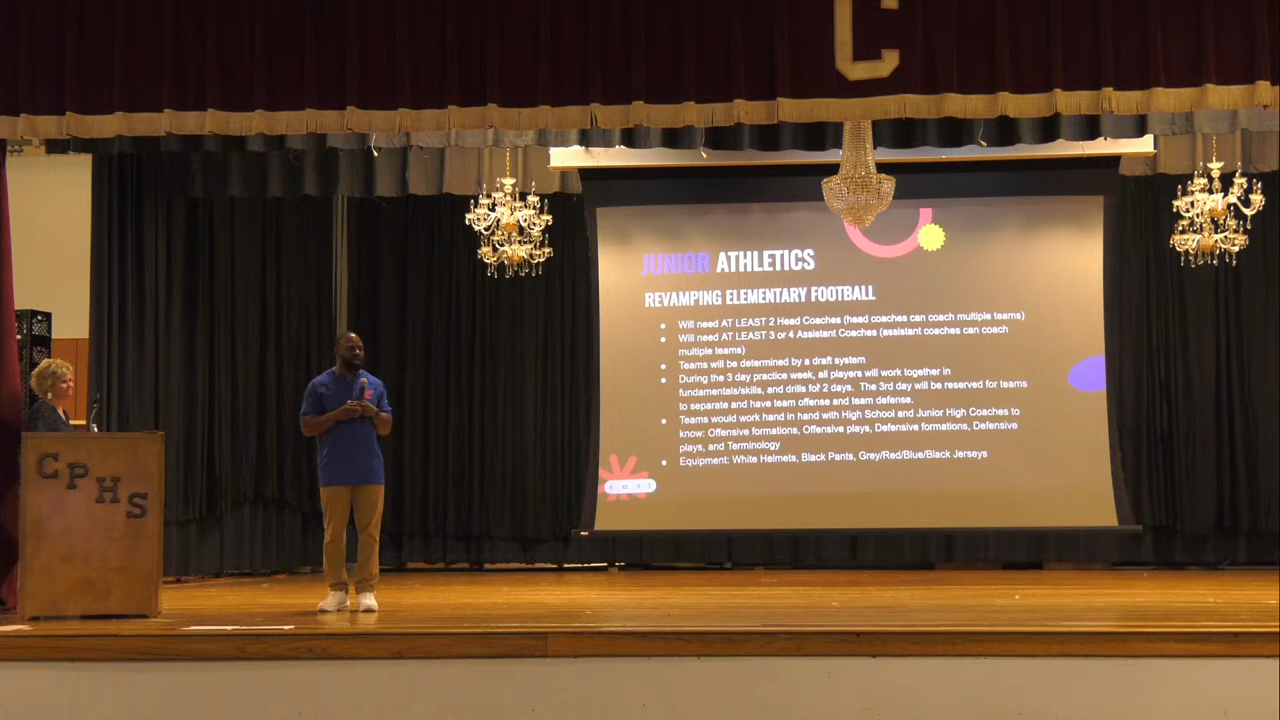 C
JUNIOR ATHLETICS
REVAMPING ELEMENTARY FOOTBALL
● Will need AT LEAST 2 Head Coaches (head coaches can coach multiple teams)
● Will need AT LEAST 3 or 4 Assistant Coaches (assistant coaches can coach
multiple teams)
● Teams will be determined by a draft system
● During the 3 day practice week, all players will work together in
fundamentals/skills, and drills for 2 days. The 3rd day will be reserved for teams
to separate and have team offense and team defense.
● Teams would work hand in hand with High School and Junior High Coaches to
know: Offensive formations, Offensive plays, Defensive formations, Defensive
plays, and Terminology
● Equipment: White Helmets, Black Pants, Grey/Red/Blue/Black Jerseys
CPHS